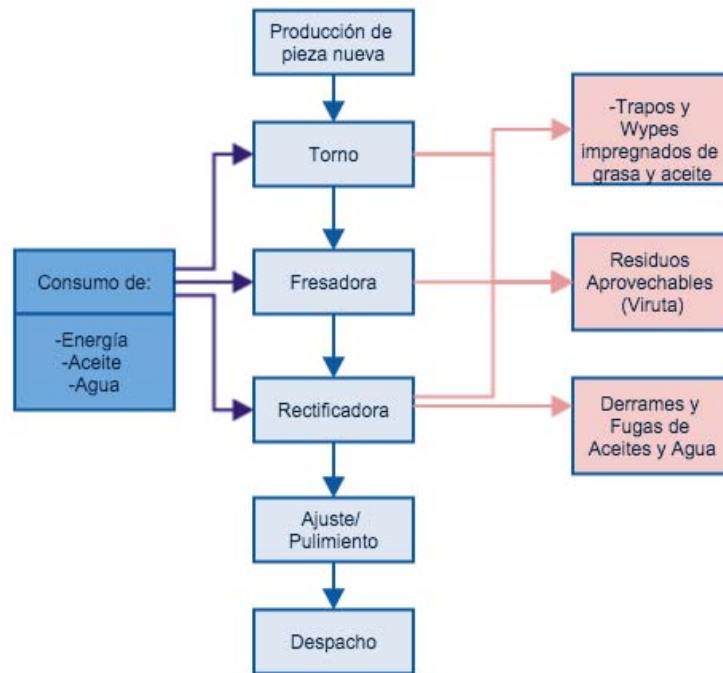 Producción de
pieza nueva
Torno
Fresadora
Rectificadora
Ajuste/
Pulimiento
Despacho
Consumo de:
-Energía
-Aceite
-Agua
-Trapos y
Wypes
impregnados de
grasa y aceite
Residuos
Aprovechables
(Viruta)
Derrames y
Fugas de
Aceites y Agua